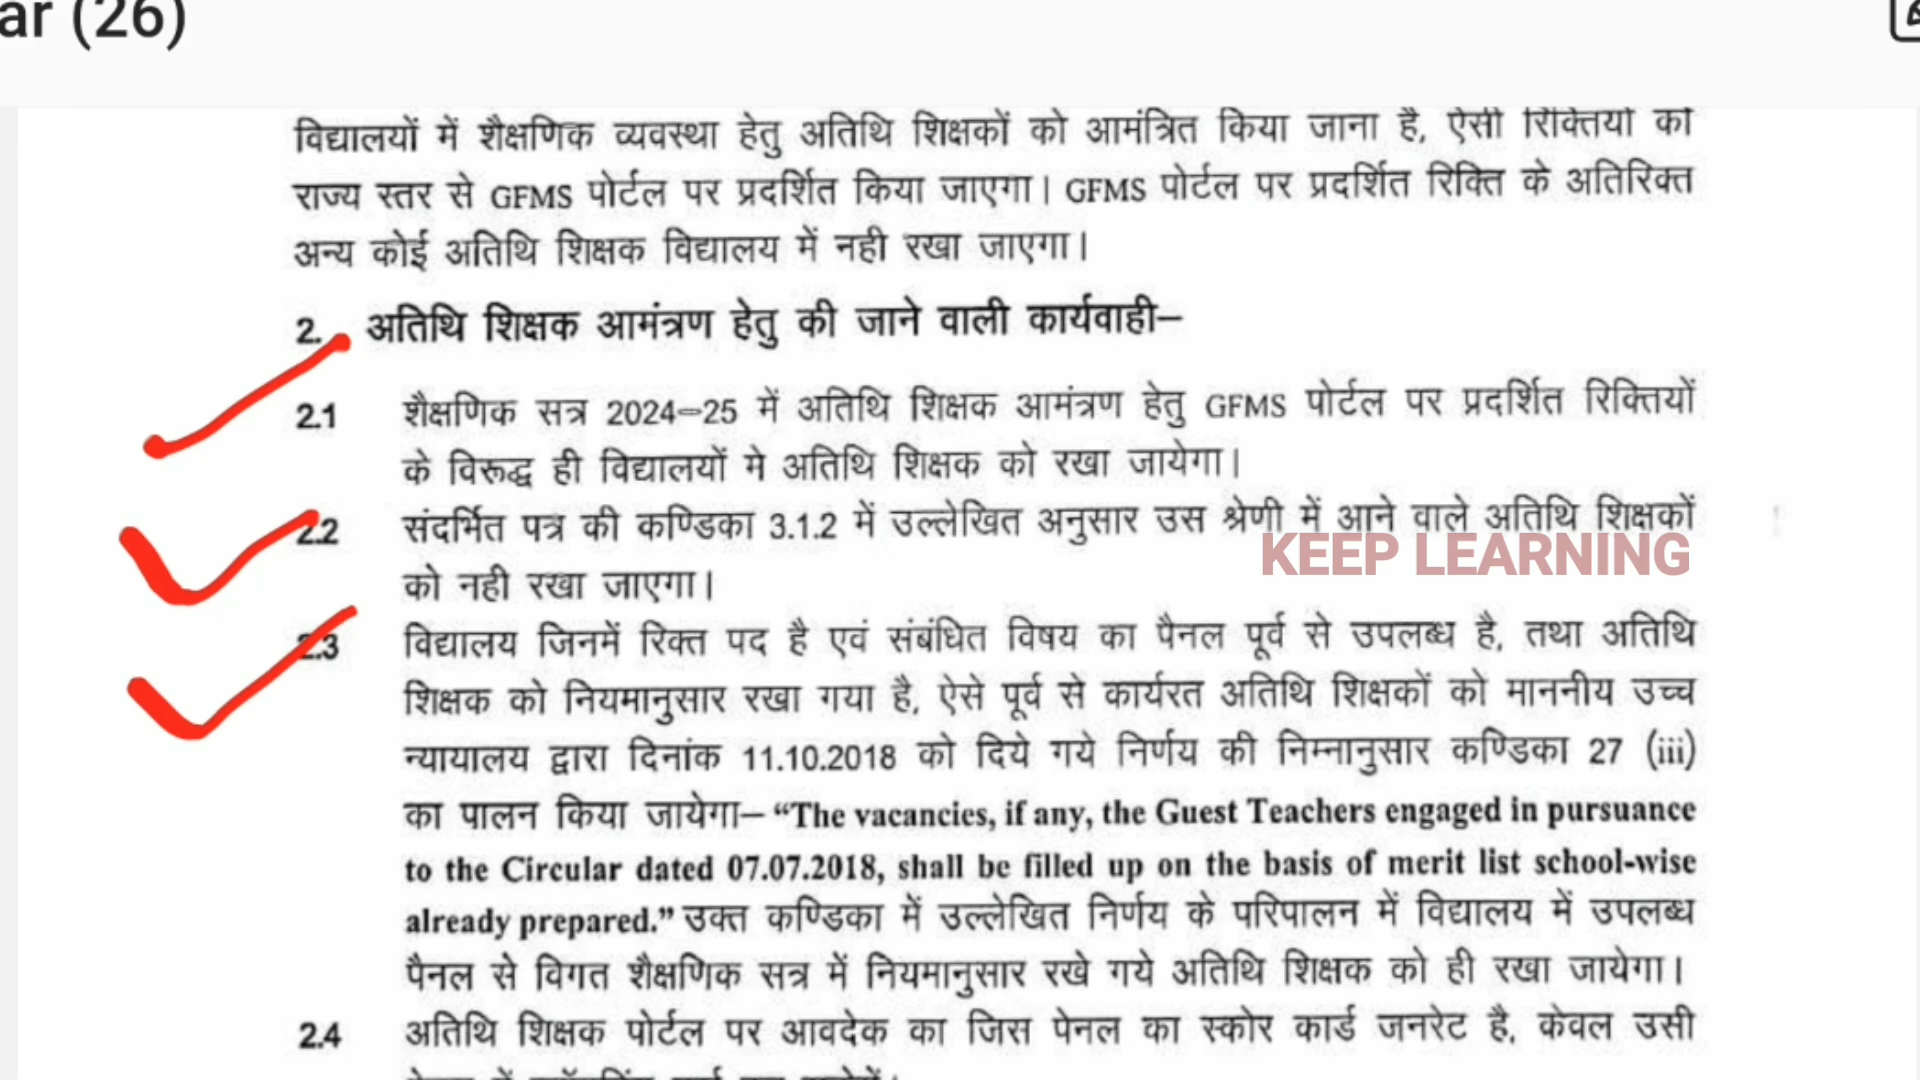 ar (26)
विद्यालयों में शैक्षणिक व्यवस्था हेतु अतिथि शिक्षकों को आमंत्रित किया जाना है, ऐसी रिक्तियों को
राज्य स्तर से GFMS पोर्टल पर प्रदर्शित किया जाएगा। GFMS पोर्टल पर प्रदर्शित रिक्ति के अतिरिक्त
अन्य कोई अतिथि शिक्षक विद्यालय में नही रखा जाएगा।
2. अतिथि शिक्षक आमंत्रण हेतु की जाने वाली कार्यवाही–
2.1 शैक्षणिक सत्र 2024–25 में अतिथि शिक्षक आमंत्रण हेतु GFMS पोर्टल पर प्रदर्शित रिक्तियों
के विरूद्ध ही विद्यालयों मे अतिथि शिक्षक को रखा जायेगा।
2.2 संदर्भित पत्र की कण्डिका 3.1.2 में उल्लेखित अनुसार उस श्रेणी में आने वाले अतिथि शिक्षकों
KEEP LEARNING
को नही रखा जाएगा।
2.3 विद्यालय जिनमें रिक्त पद है एवं संबंधित विषय का पैनल पूर्व से उपलब्ध है, तथा अतिथि
शिक्षक को नियमानुसार रखा गया है, ऐसे पूर्व से कार्यरत अतिथि शिक्षकों को माननीय उच्च
न्यायालय द्वारा दिनांक 11.10.2018 को दिये गये निर्णय की निम्नानुसार कण्डिका 27 (iii)
का पालन किया जायेगा– “The vacancies, if any, the Guest Teachers engaged in pursuance
to the Circular dated 07.07.2018, shall be filled up on the basis of merit list school-wise
already prepared.” उक्त कण्डिका में उल्लेखित निर्णय के परिपालन में विद्यालय में उपलब्ध
पैनल से विगत शैक्षणिक सत्र में नियमानुसार रखे गये अतिथि शिक्षक को ही रखा जायेगा।
2.4 अतिथि शिक्षक पोर्टल पर आवदेक का जिस पेनल का स्कोर कार्ड जनरेट है, केवल उसी